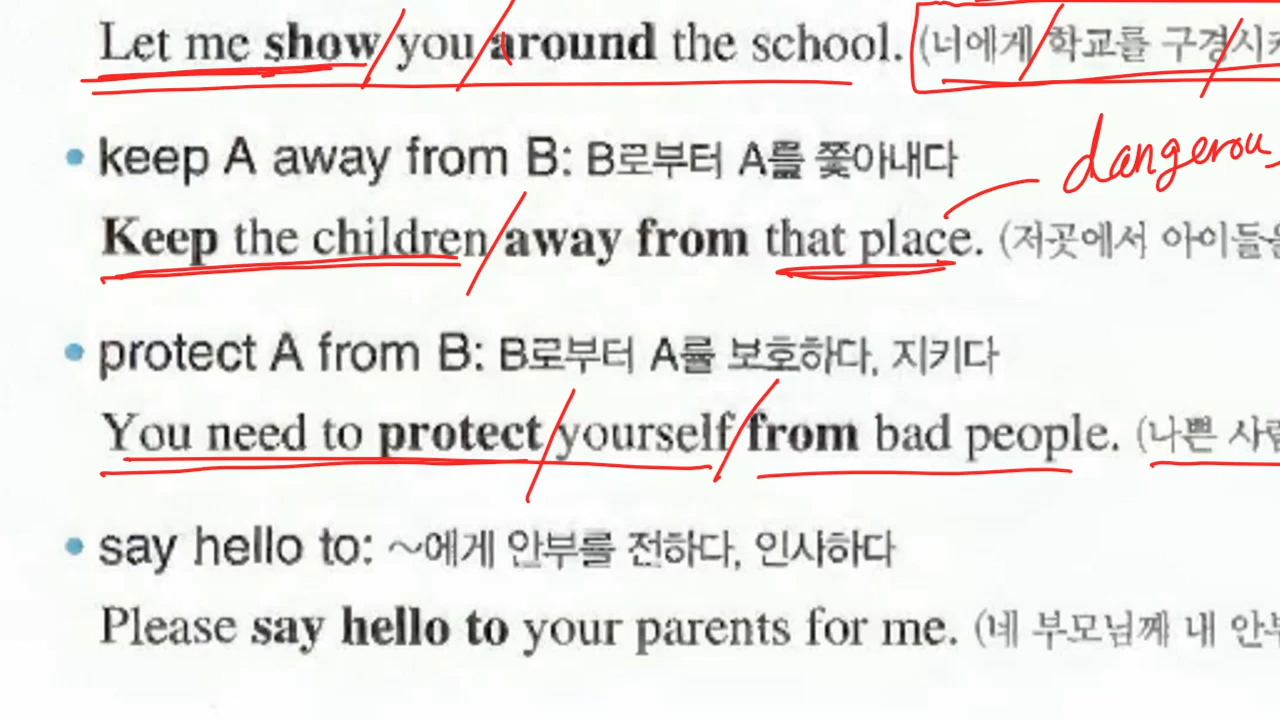 Let me show you around the school. (너에게 학교를 구경시키
keep A away from B: B로부터 A를 쫓아내다
dangerou
Keep the children away from that place. (저곳에서 아이들은
protect A from B: B로부터 A를 보호하다, 지키다
You need to protect yourself from bad people. (나쁜 사람
say hello to: ~에게 안부를 전하다, 인사하다
Please say hello to your parents for me. (네 부모님께 내 안부